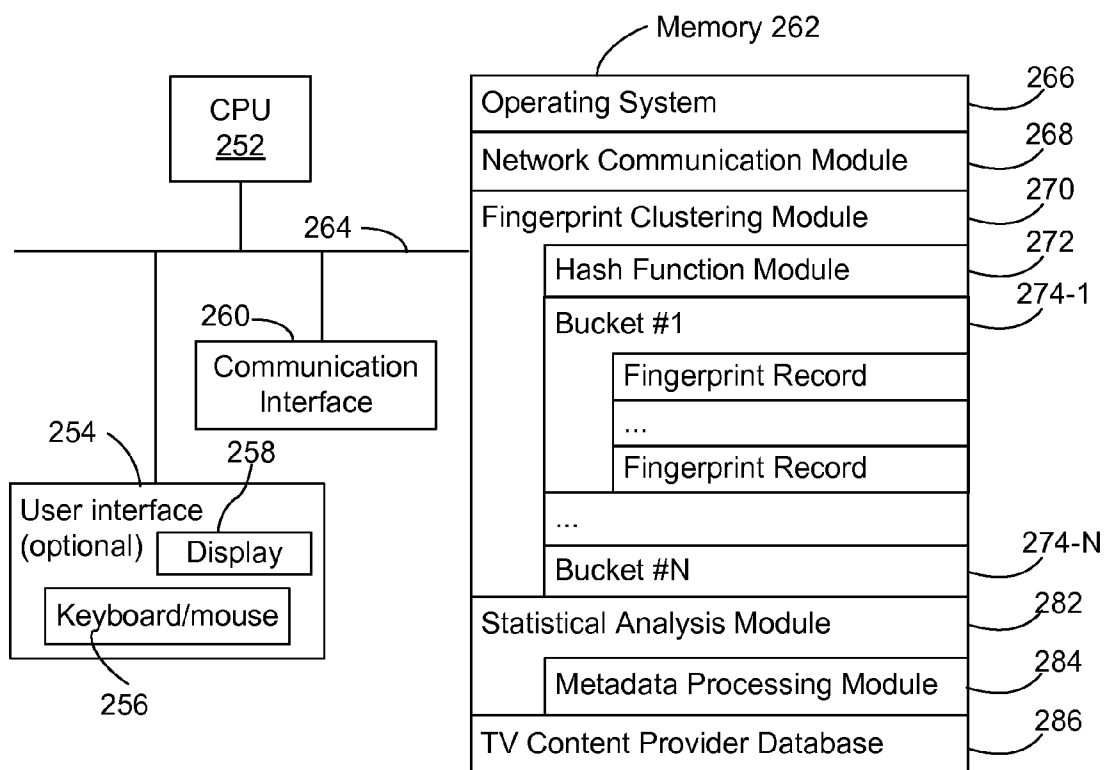 Memory 262
CPU
252
264
260
Communication
Interface
254
258
User interface
(optional)
Display
Keyboard/mouse
256
Operating System
266
Network Communication Module
268
Fingerprint Clustering Module
270
Hash Function Module
272
Bucket #1
274-1
Fingerprint Record
...
Fingerprint Record
...
Bucket #N
274-N
Statistical Analysis Module
282
Metadata Processing Module
284
TV Content Provider Database
286